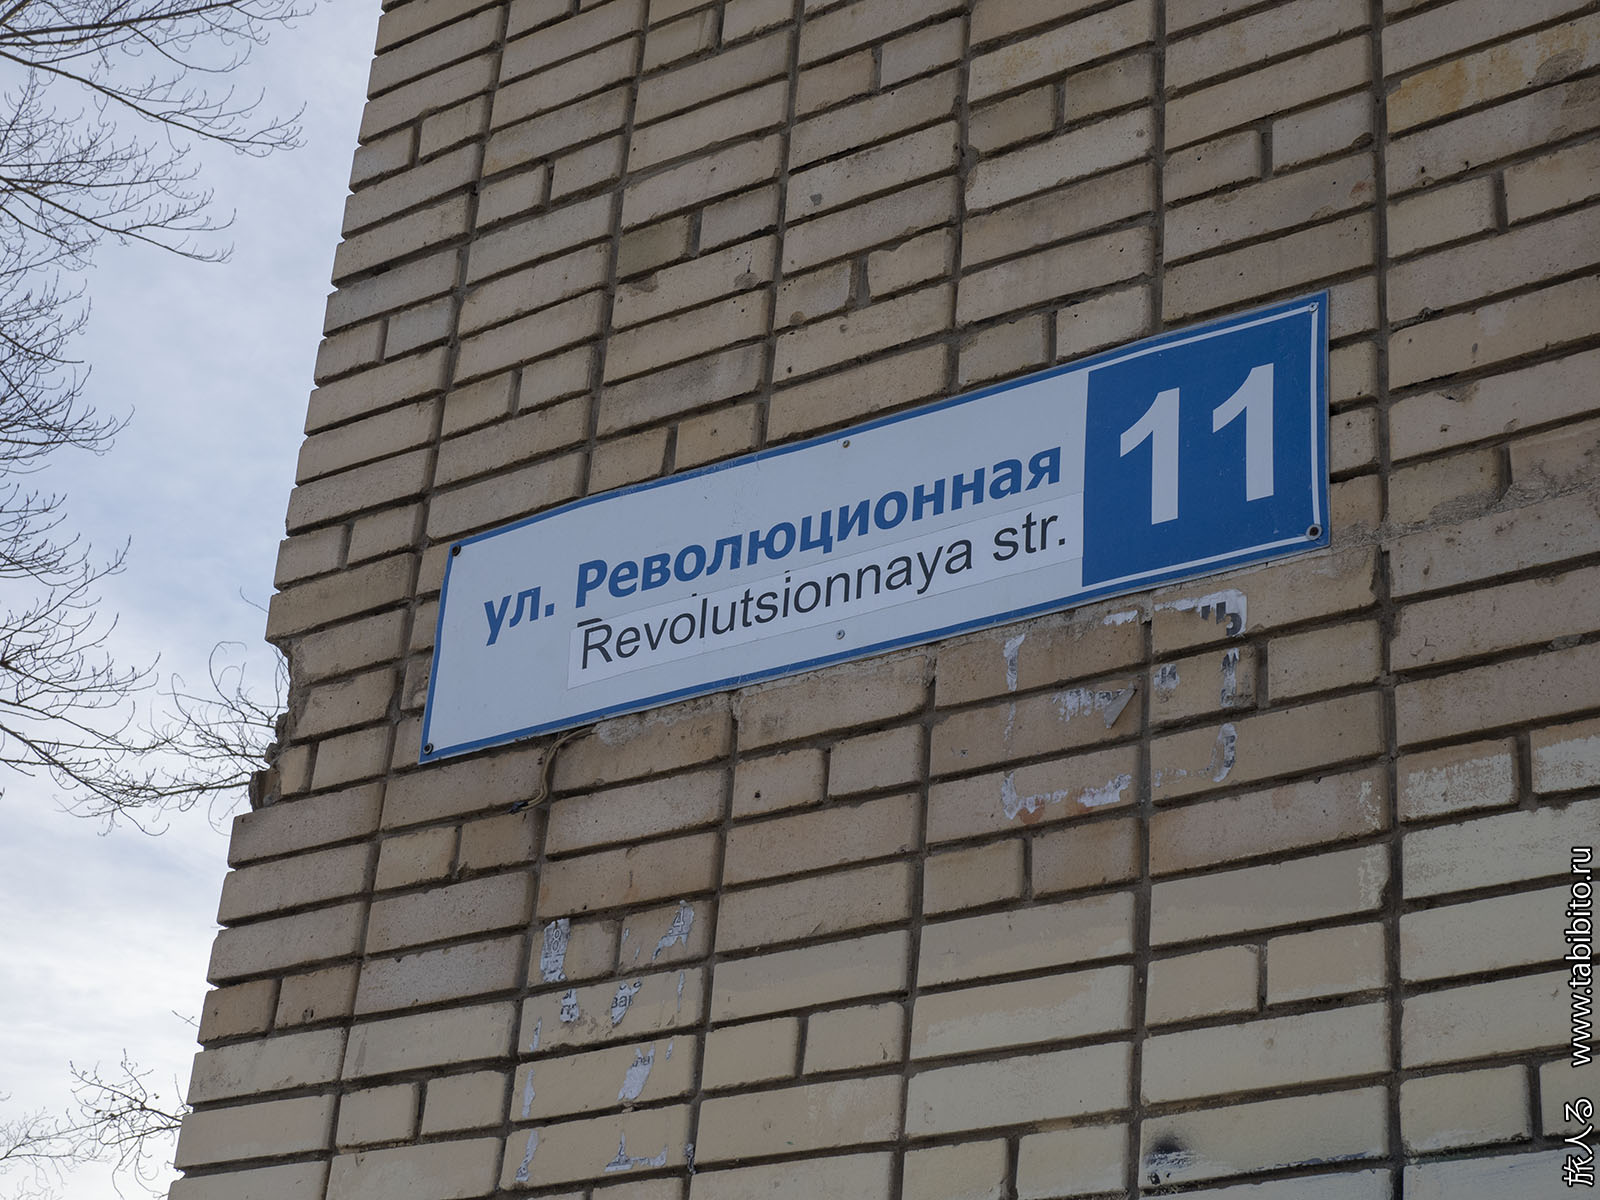 ул. Революционная
Revolutsionnaya str.
11
www.tabibito.ru
旅人る